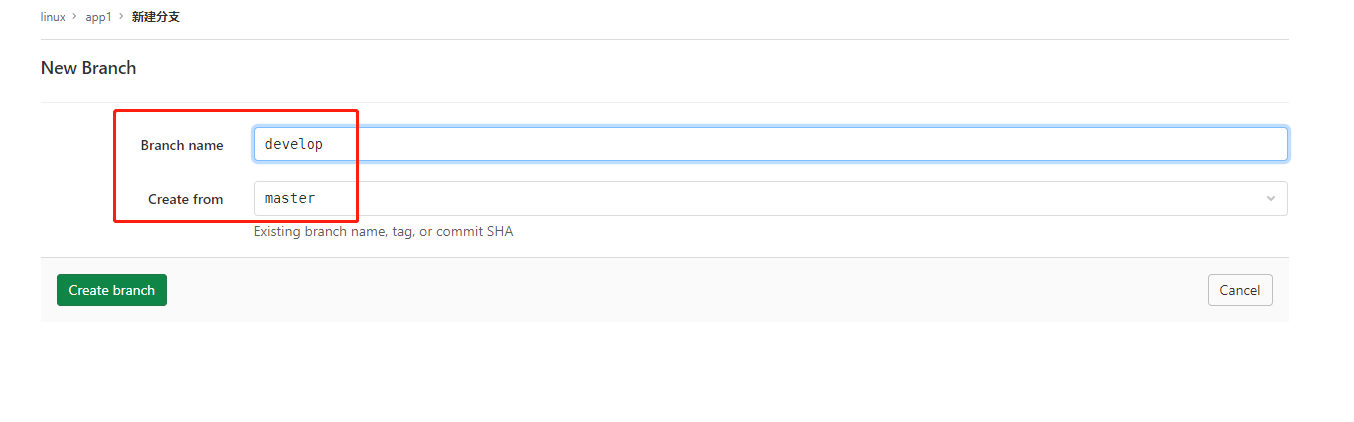 linux > app1 > 新建分支
New Branch
Branch name develop
Create from master
Existing branch name, tag, or commit SHA
Create branch Cancel